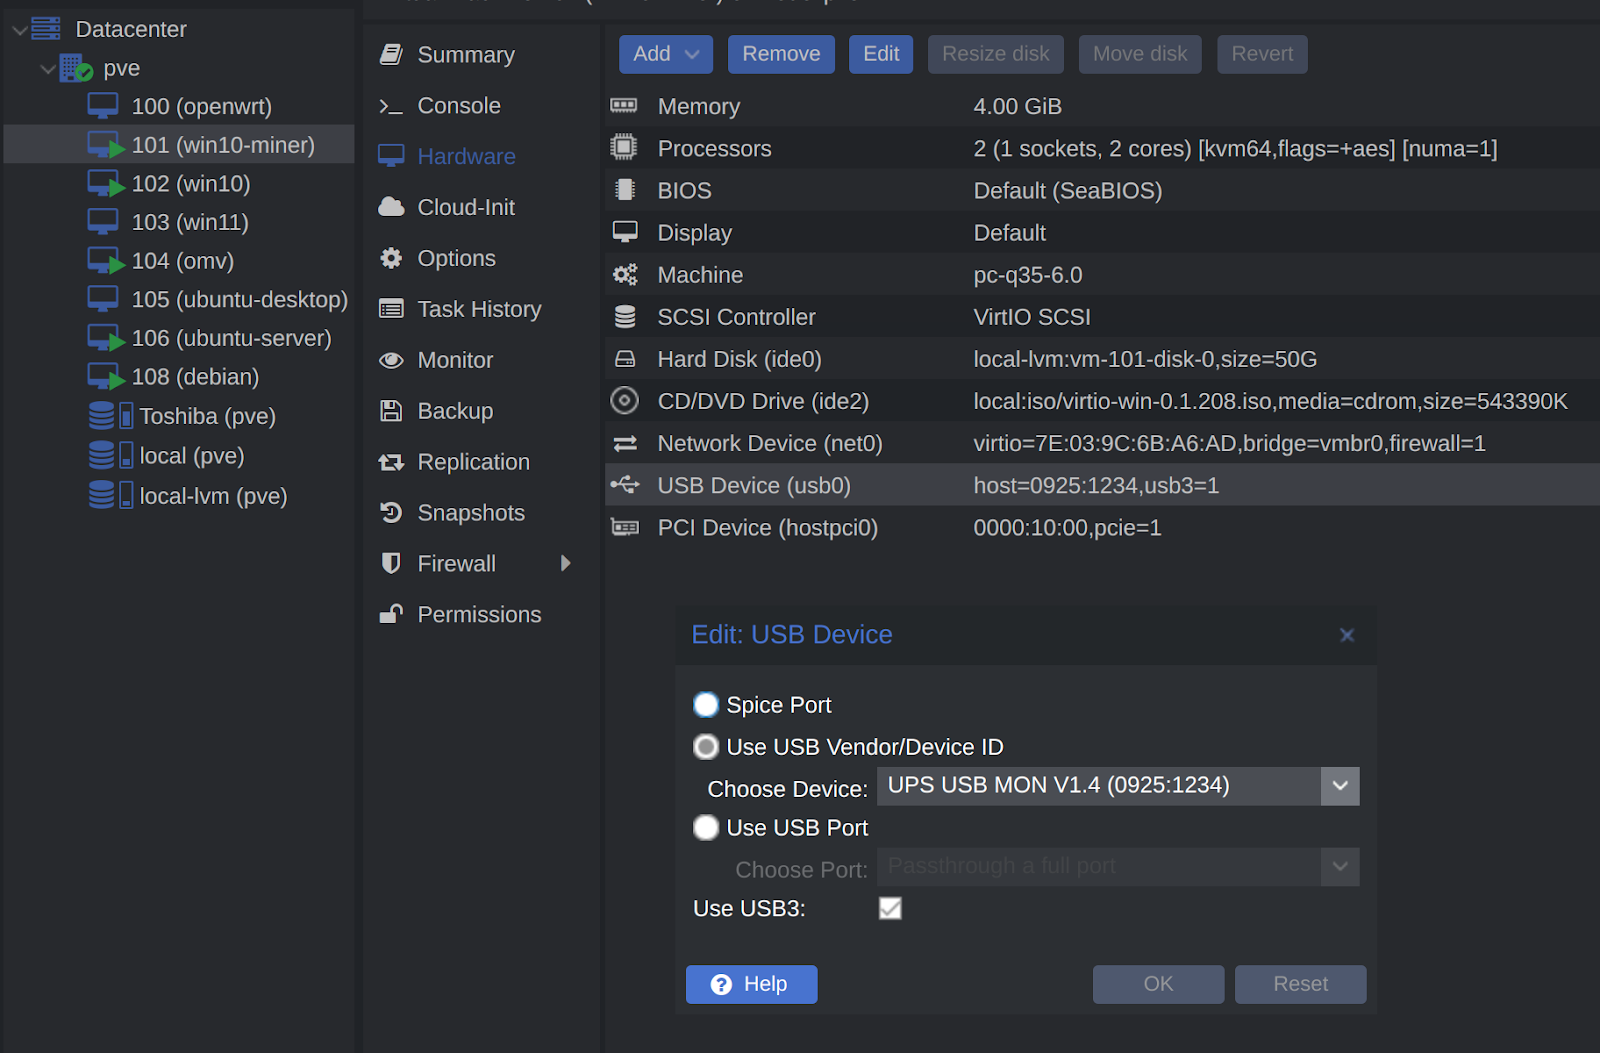 Datacenter
pve
100 (openwrt)
101 (win10-miner)
102 (win10)
103 (win11)
104 (omv)
105 (ubuntu-desktop)
106 (ubuntu-server)
108 (debian)
Toshiba (pve)
local (pve)
local-lvm (pve)
Summary
Console
Hardware
Cloud-Init
Options
Task History
Monitor
Backup
Replication
Snapshots
Firewall
Permissions
Add Remove Edit Resize disk Move disk Revert
Memory 4.00 GiB
Processors 2 (1 sockets, 2 cores) [kvm64,flags=+aes] [numa=1]
BIOS Default (SeaBIOS)
Display Default
Machine pc-q35-6.0
SCSI Controller VirtIO SCSI
Hard Disk (ide0) local-lvm:vm-101-disk-0,size=50G
CD/DVD Drive (ide2) local:iso/virtio-win-0.1.208.iso,media=cdrom,size=543390K
Network Device (net0) virtio=7E:03:9C:6B:A6:AD,bridge=vmbr0,firewall=1
USB Device (usb0) host=0925:1234,usb3=1
PCI Device (hostpci0) 0000:10:00,pcie=1
Edit: USB Device
Spice Port
Use USB Vendor/Device ID
Choose Device: UPS USB MON V1.4 (0925:1234)
Use USB Port
Choose Port: Passthrough a full port
Use USB3:
Help OK Reset